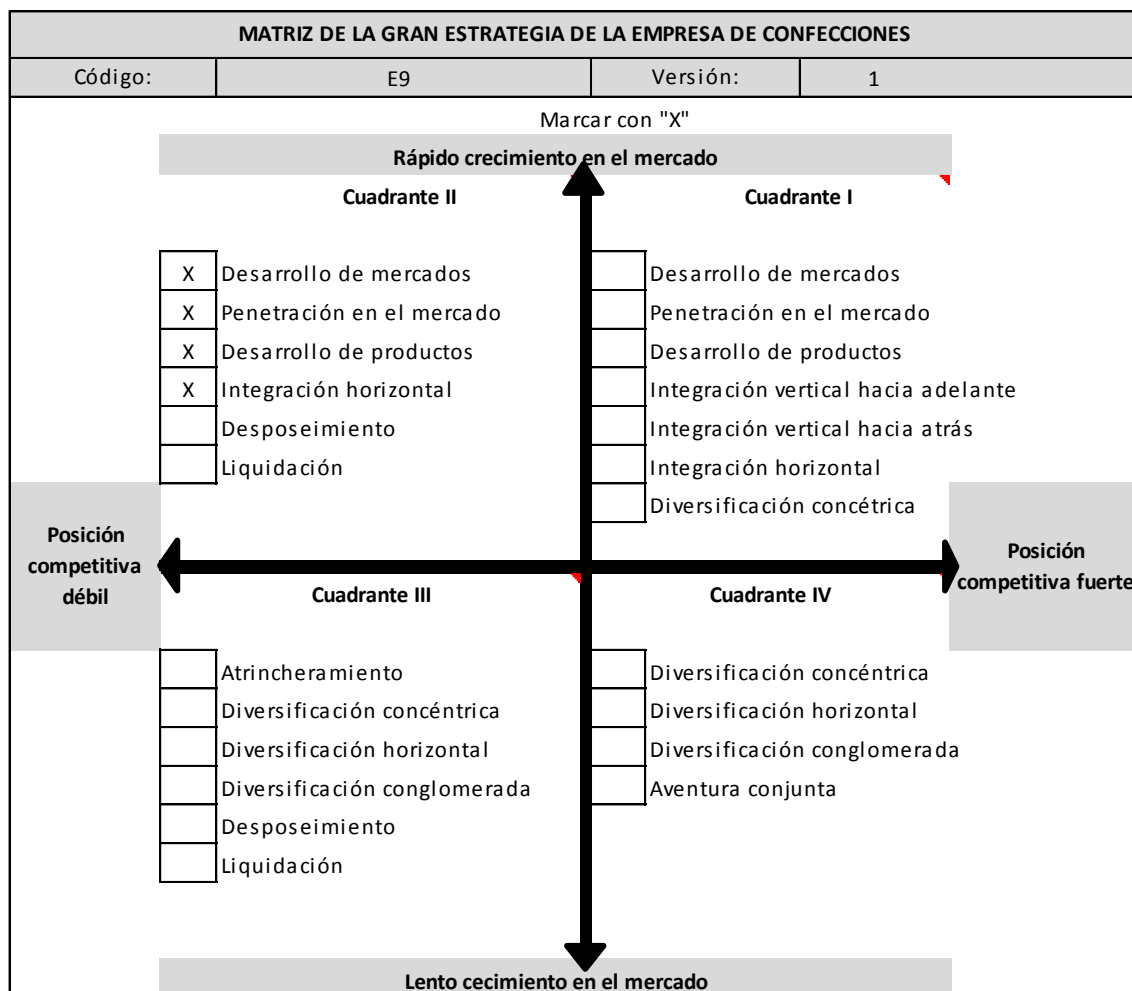 MATRIZ DE LA GRAN ESTRATEGIA DE LA EMPRESA DE CONFECCIONES
Código: E9 Versión: 1
Marcar con "X"
Rápido crecimiento en el mercado
Cuadrante II Cuadrante I
X Desarrollo de mercados Desarrollo de mercados
X Penetración en el mercado Penetración en el mercado
X Desarrollo de productos Desarrollo de productos
X Integración horizontal Integración vertical hacia adelante
Desposeimiento Integración vertical hacia atrás
Liquidación Integración horizontal
Diversificación concétrica
Posición competitiva débil
Posición competitiva fuerte
Cuadrante III Cuadrante IV
Atrincheramiento Diversificación concéntrica
Diversificación concéntrica Diversificación horizontal
Diversificación horizontal Diversificación conglomerada
Diversificación conglomerada Aventura conjunta
Desposeimiento
Liquidación
Lento cecimiento en el mercado